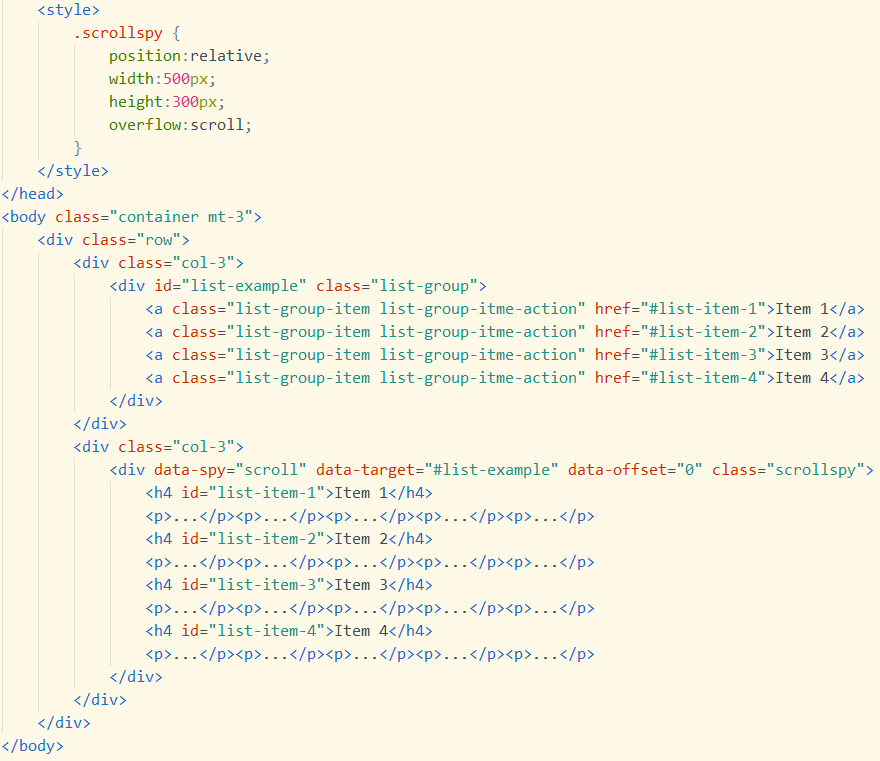 <style>
.scrollspy {
position:relative;
width:500px;
height:300px;
overflow:scroll;
}
</style>
</head>
<body class="container mt-3">
<div class="row">
<div class="col-3">
<div id="list-example" class="list-group">
<a class="list-group-item list-group-itme-action" href="#list-item-1">Item 1</a>
<a class="list-group-item list-group-itme-action" href="#list-item-2">Item 2</a>
<a class="list-group-item list-group-itme-action" href="#list-item-3">Item 3</a>
<a class="list-group-item list-group-itme-action" href="#list-item-4">Item 4</a>
</div>
</div>
<div class="col-3">
<div data-spy="scroll" data-target="#list-example" data-offset="0" class="scrollspy">
<h4 id="list-item-1">Item 1</h4>
<p>...</p><p>...</p><p>...</p><p>...</p><p>...</p>
<h4 id="list-item-2">Item 2</h4>
<p>...</p><p>...</p><p>...</p><p>...</p><p>...</p>
<h4 id="list-item-3">Item 3</h4>
<p>...</p><p>...</p><p>...</p><p>...</p><p>...</p>
<h4 id="list-item-4">Item 4</h4>
<p>...</p><p>...</p><p>...</p><p>...</p><p>...</p>
</div>
</div>
</div>
</body>